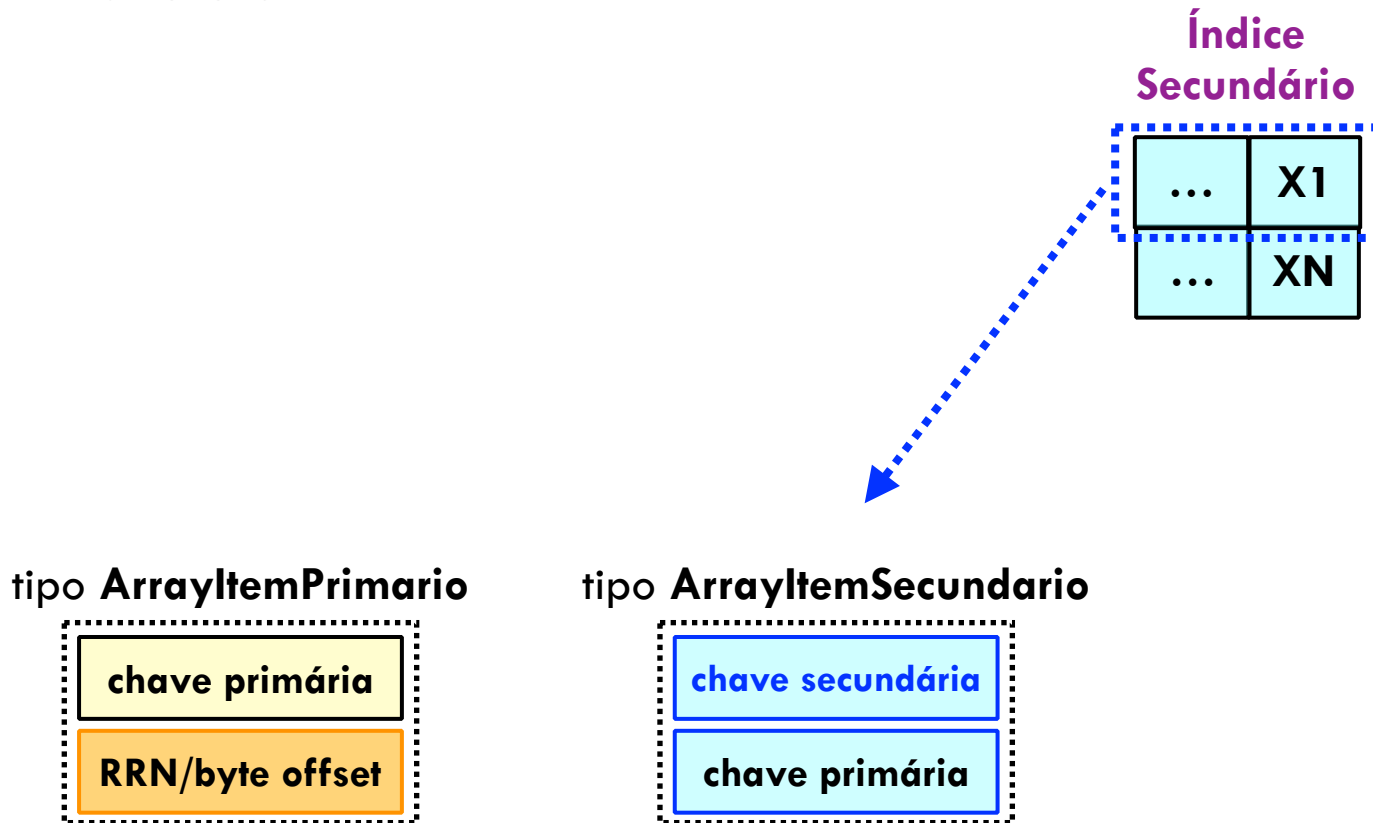 Índice
Secundário
... X1
... XN
tipo ArrayItemPrimario
chave primária
RRN/byte offset
tipo ArrayItemSecundario
chave secundária
chave primária